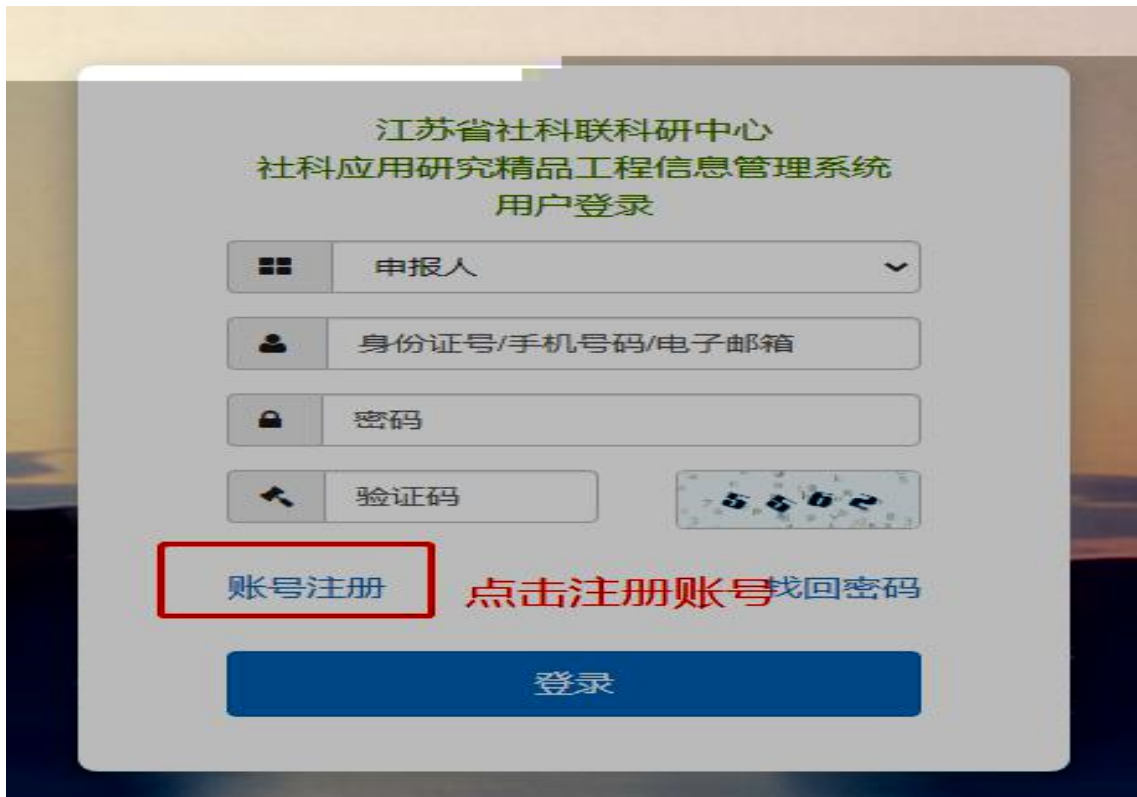 江苏省社科联科研中心
社科应用研究精品工程信息管理系统
用户登录
申报人
身份证号/手机号码/电子邮箱
密码
验证码
5562
账号注册
点击注册账号
找回密码
登录